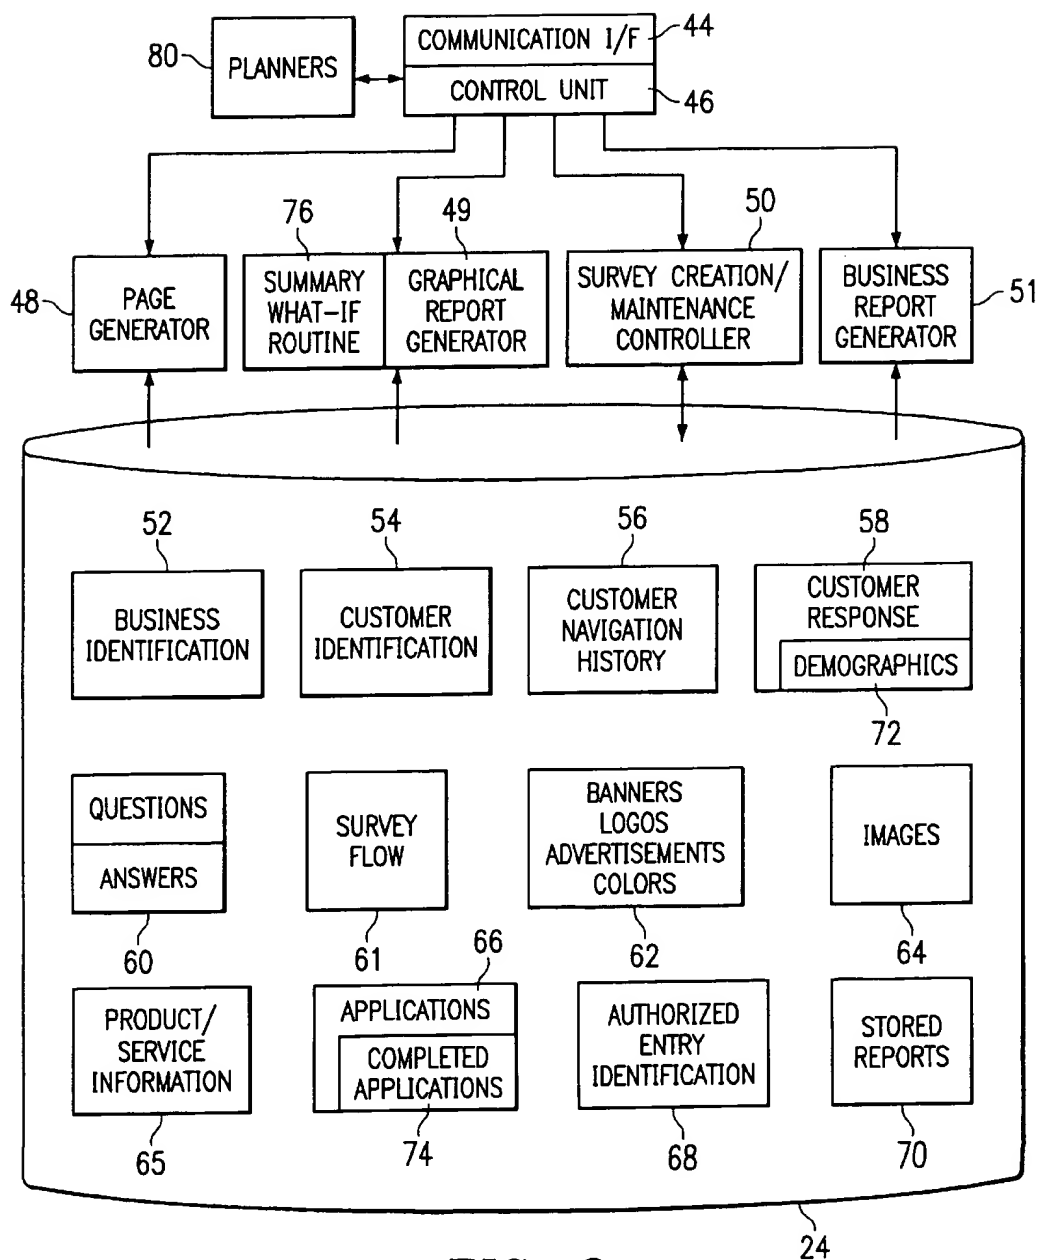 COMMUNICATION I/F
44
80
PLANNERS
CONTROL UNIT
46
76
49
50
48
PAGE
GENERATOR
SUMMARY
WHAT-IF
ROUTINE
GRAPHICAL
REPORT
GENERATOR
SURVEY CREATION/
MAINTENANCE
CONTROLLER
BUSINESS
REPORT
GENERATOR
51
52
54
56
58
BUSINESS
IDENTIFICATION
CUSTOMER
IDENTIFICATION
CUSTOMER
NAVIGATION
HISTORY
CUSTOMER
RESPONSE
DEMOGRAPHICS
72
QUESTIONS
ANSWERS
SURVEY
FLOW
BANNERS
LOGOS
ADVERTISEMENTS
COLORS
IMAGES
60
61
66
62
64
PRODUCT/
SERVICE
INFORMATION
APPLICATIONS
COMPLETED
APPLICATIONS
AUTHORIZED
ENTRY
IDENTIFICATION
STORED
REPORTS
65
74
68
70
24